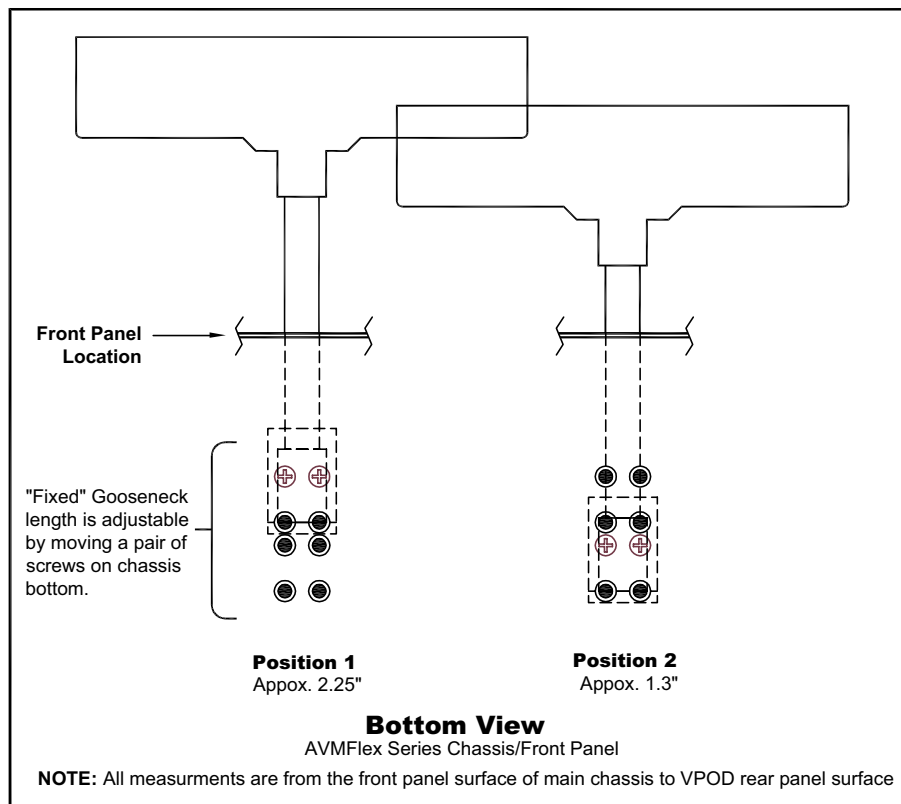 Front Panel
Location
"Fixed" Gooseneck
length is adjustable
by moving a pair of
screws on chassis
bottom.
Position 1
Appox. 2.25"
Position 2
Appox. 1.3"
Bottom View
AVMFlex Series Chassis/Front Panel
NOTE: All measurments are from the front panel surface of main chassis to VPOD rear panel surface